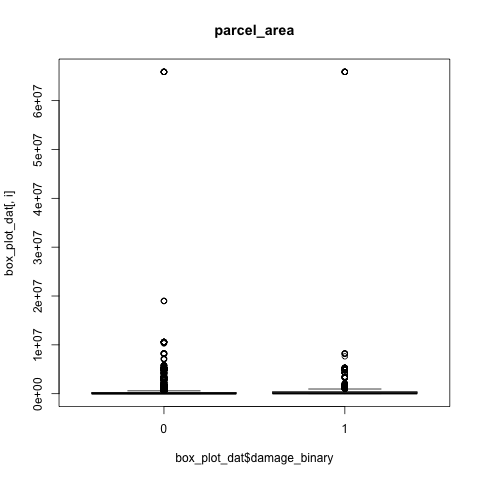 parcel_area
box_plot_dat[, i]
6e+07
5e+07
4e+07
3e+07
2e+07
1e+07
0e+00
0 1
box_plot_dat$damage_binary